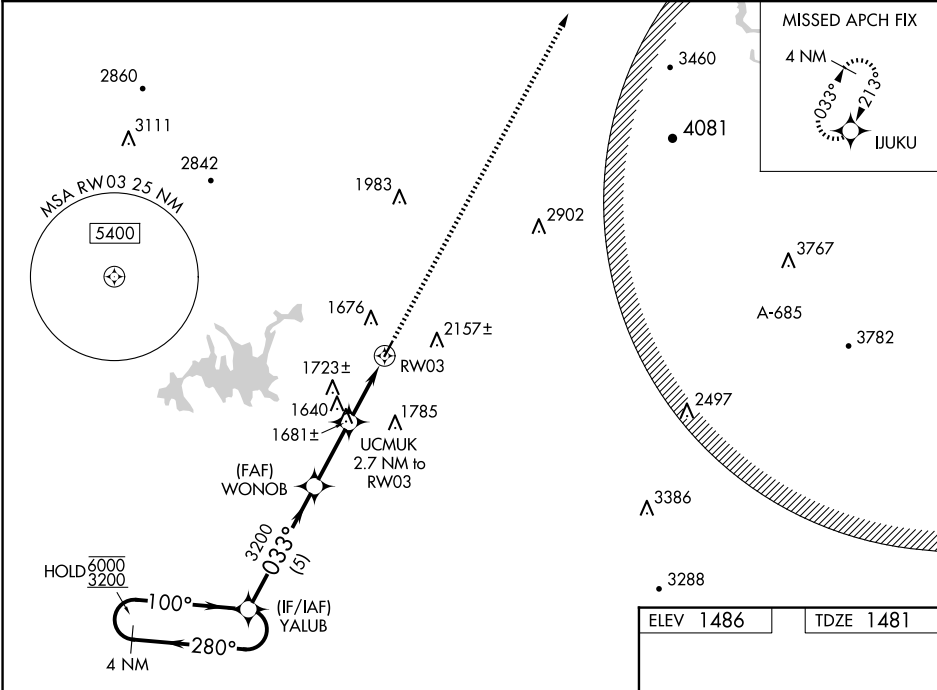 MISSED APCH FIX
4 NM
033°
213°
IJUKU
2860
3111
2842
3460
4081
1983
2902
MSA RW03 25 NM
5400
3767
A-685
3782
1676
2157±
RW03
1723±
1640
1681±
1785
2497
UCMUK
2.7 NM to
RW03
(FAF)
WONOB
3200
033°
(5)
3386
3288
HOLD 6000
3200
100°
280°
4 NM
(IF/IAF)
YALUB
ELEV 1486
TDZE 1481